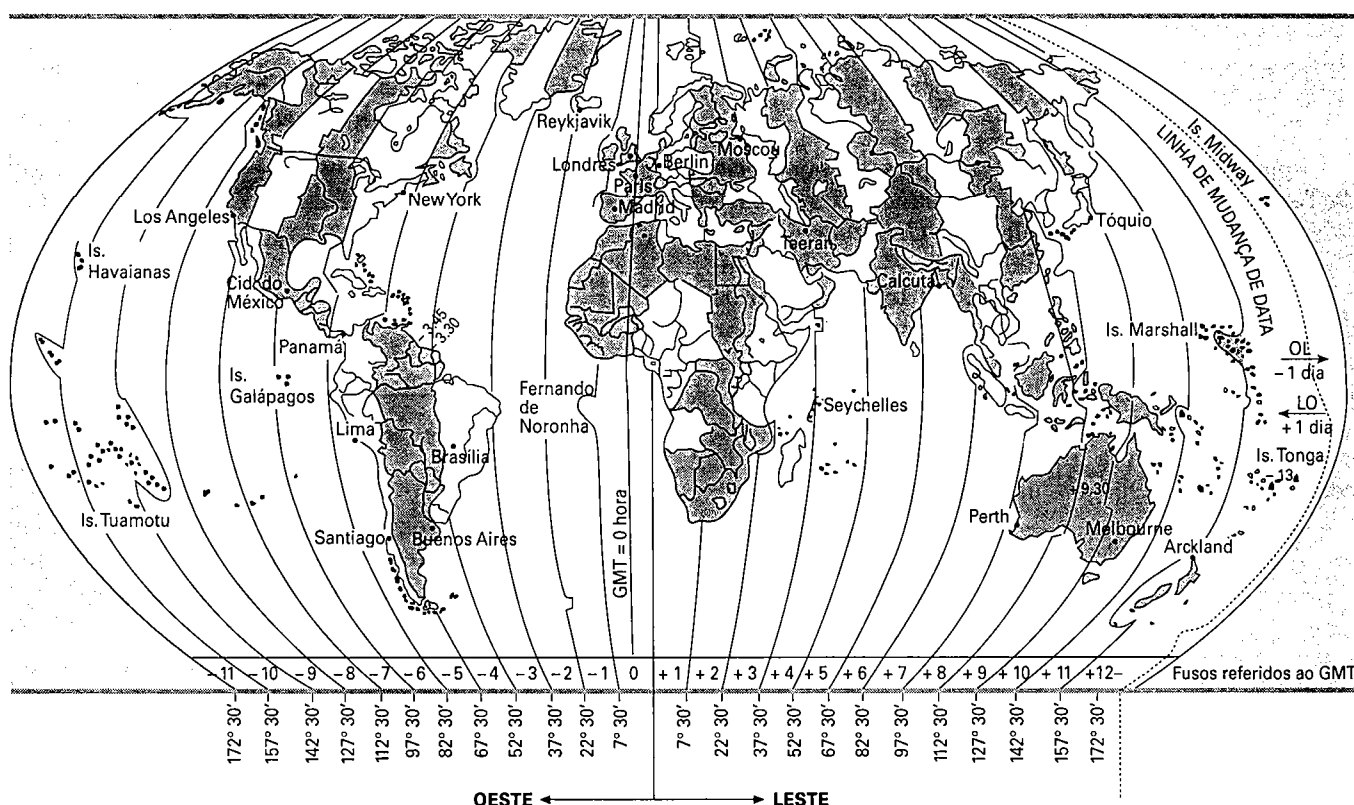 Is. Midway
LINHA DE MUDANÇA DE DATA
Reykjavik
Londres
Berlin
Moscou
Paris
Madrid
New York
Los Angeles
Tóquio
Teeran
Is.
Havaianas
Cid. do
México
Calcutá
Panamá
-3.45
-3.30
Is. Marshall
OL
- 1 dia
LO
+ 1 dia
Is.
Galápagos
Fernando
de
Noronha
Seychelles
Lima
Brasília
Is. Tonga
-13
+ 9.30
Is. Tuamotu
Santiago
Buenos Aires
Perth
Melbourne
Arckland
GMT = 0 hora
-11 -10 -9 -8 -7 -6 -5 -4 -3 -2 -1 0 +1 +2 +3 +4 +5 +6 +7 +8 +9 +10 +11 +12- Fusos referidos ao GMT
172° 30' 157° 30' 142° 30' 127° 30' 112° 30' 97° 30' 82° 30' 67° 30' 52° 30' 22° 30' 7° 30' 7° 30' 22° 30' 37° 30' 52° 30' 67° 30' 82° 30' 97° 30' 112° 30' 127° 30' 142° 30' 157° 30' 172° 30'
OESTE LESTE